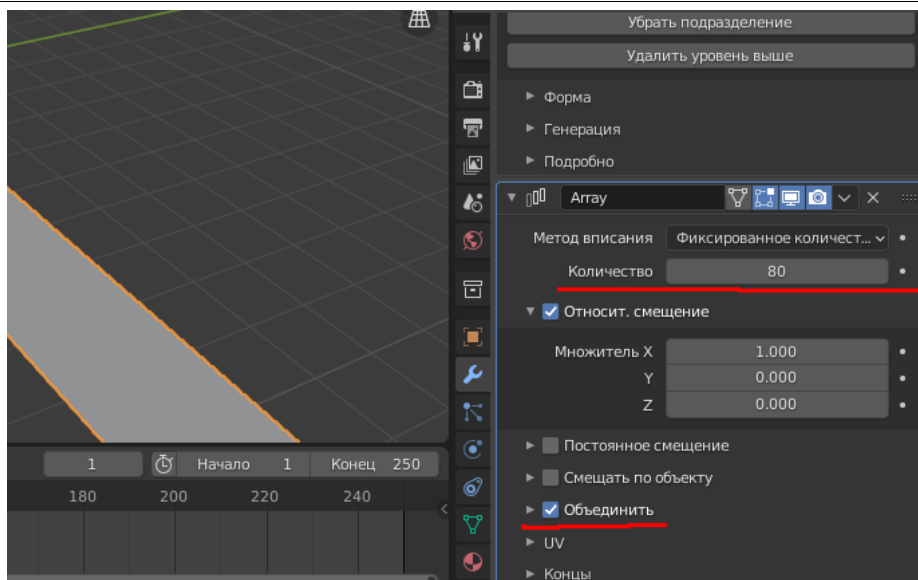 Убрать подразделение
Удалить уровень выше
Форма
Генерация
Подробно
Array
Метод вписания Фиксированное количест...
Количество 80
Относит. смещение
Множитель X 1.000
Y 0.000
Z 0.000
Постоянное смещение
Смещать по объекту
Объединить
UV
Концы
1 Начало 1 Конец 250
180 200 220 240